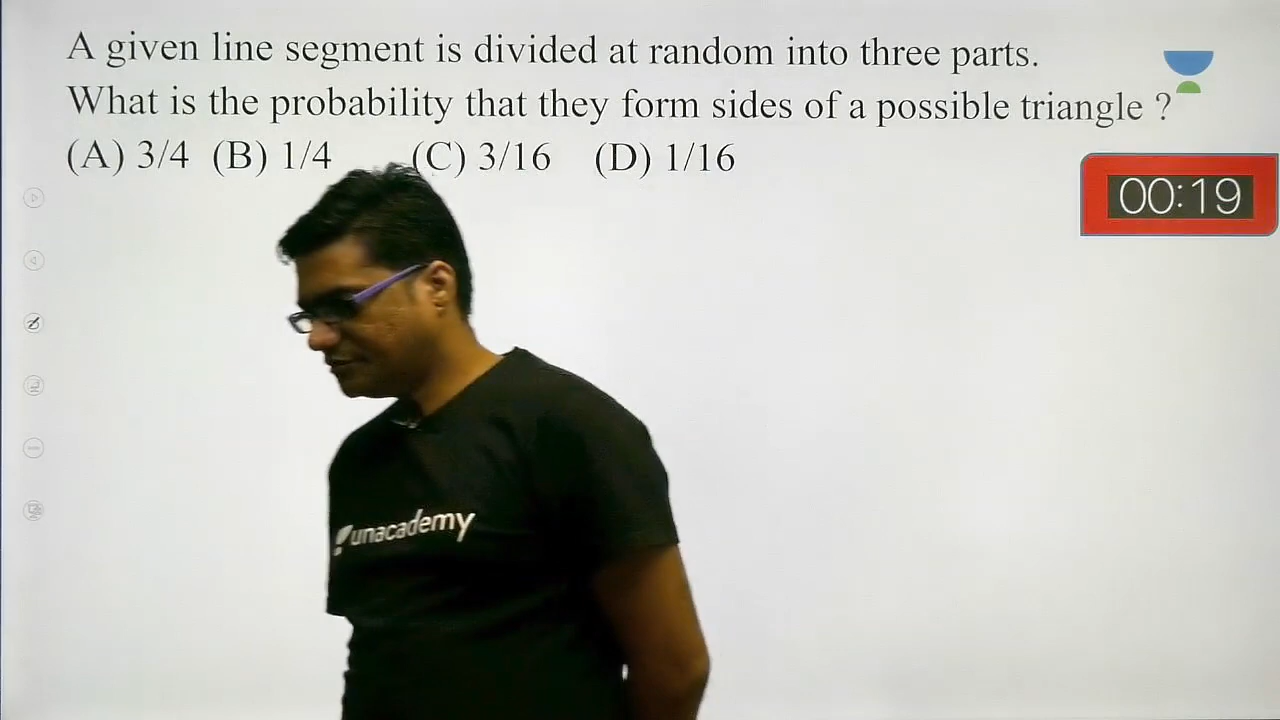 A given line segment is divided at random into three parts.
What is the probability that they form sides of a possible triangle ?
(A) 3/4 (B) 1/4 (C) 3/16 (D) 1/16
00:19
unacademy